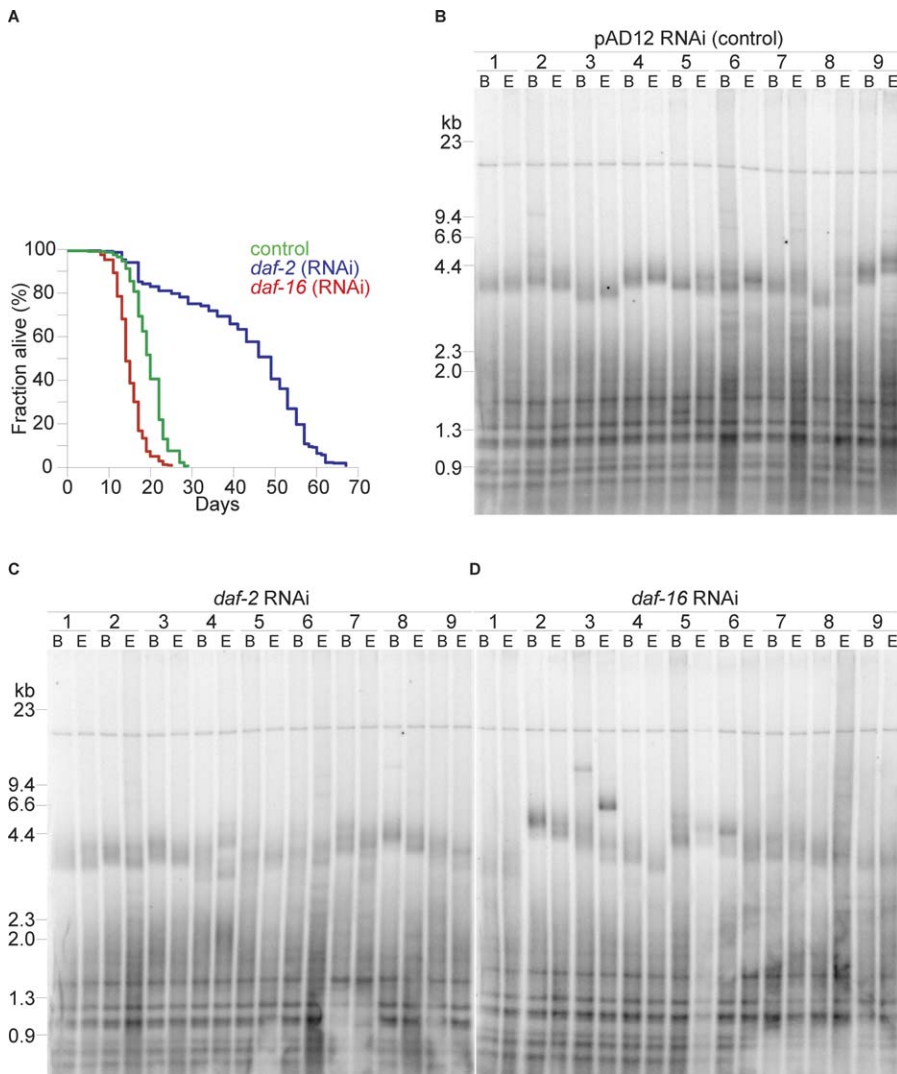 A
100
80
60
40
20
0
Fraction alive (%)
0 10 20 30 40 50 60 70
Days
control
daf-2 (RNAi)
daf-16 (RNAi)
B
pAD12 RNAi (control)
1 2 3 4 5 6 7 8 9
B E B E B E B E B E B E B E B E B E
kb
23
9.4
6.6
4.4
2.3
2.0
1.3
0.9
C
daf-2 RNAi
1 2 3 4 5 6 7 8 9
B E B E B E B E B E B E B E B E B E
kb
23
9.4
6.6
4.4
2.3
2.0
1.3
0.9
D
daf-16 RNAi
1 2 3 4 5 6 7 8 9
B E B E B E B E B E B E B E B E B E